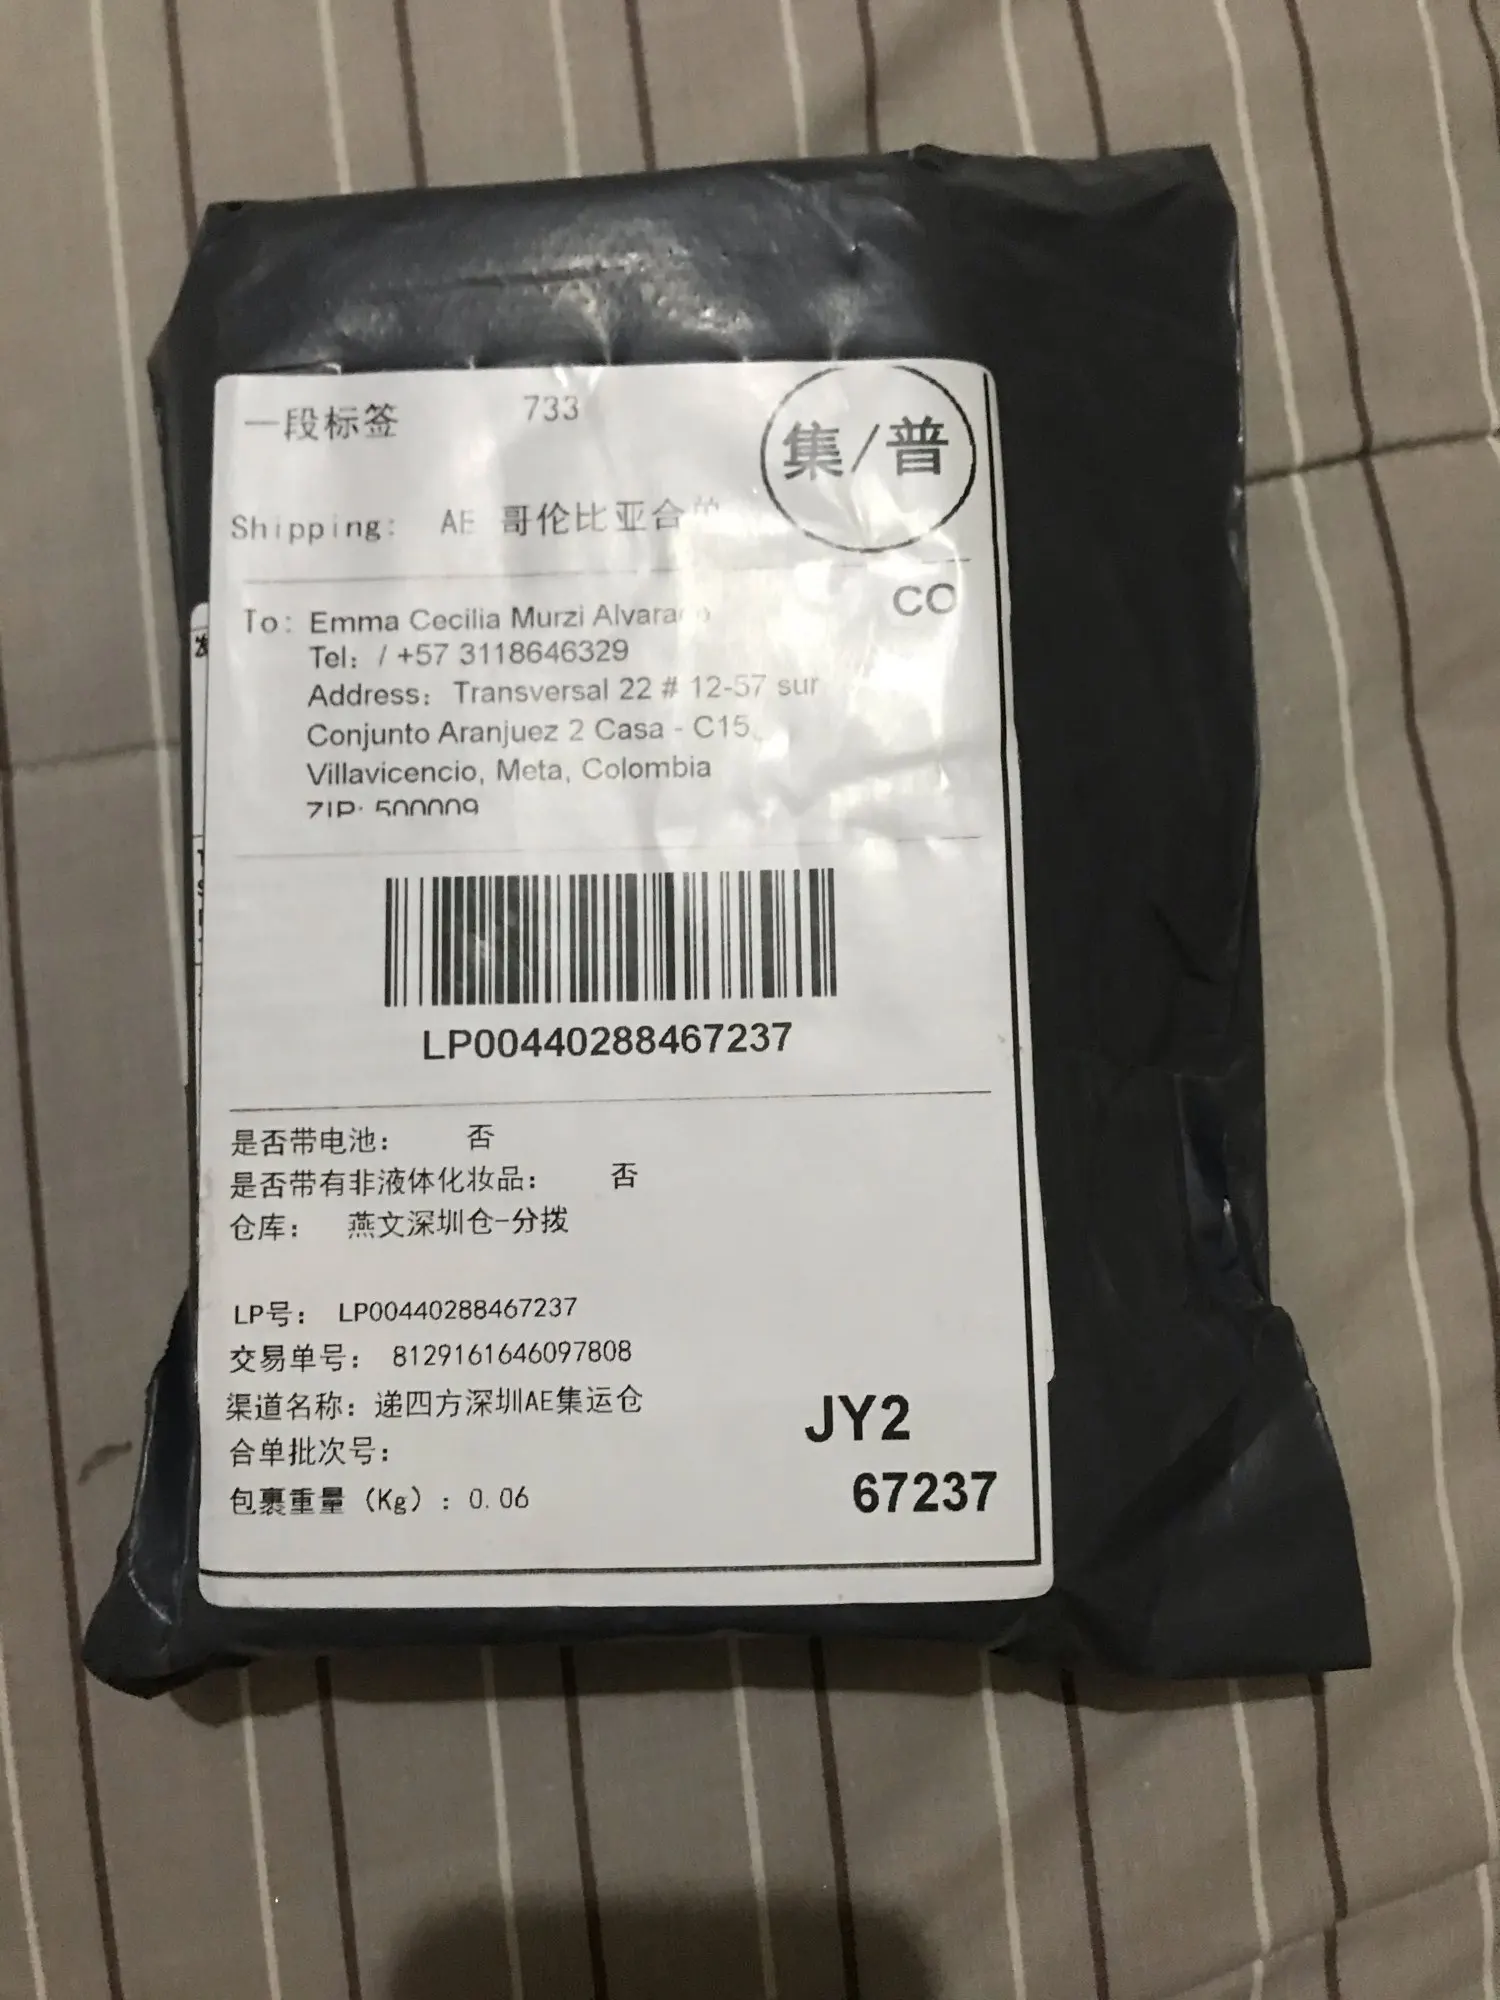 一段标签 733
集/普
Shipping: AE 哥伦比亚合单
CO
To: Emma Cecilia Murzi
Tel: / +57 3118646329
Address: Transversal 22 # 12-57 sur
Conjunto Aranjuez 2 Casa - C15,
Villavicencio, Meta, Colombia
ZIP: 500009
LP00440288467237
是否带电池: 否
是否带有非液体化妆品: 否
仓库: 燕文深圳仓-分拨
LP号: LP00440288467237
交易单号: 8129161646097808
渠道名称: 递四方深圳AE集运仓
合单批次号:
包裹重量 (Kg) : 0.06
JY2
67237